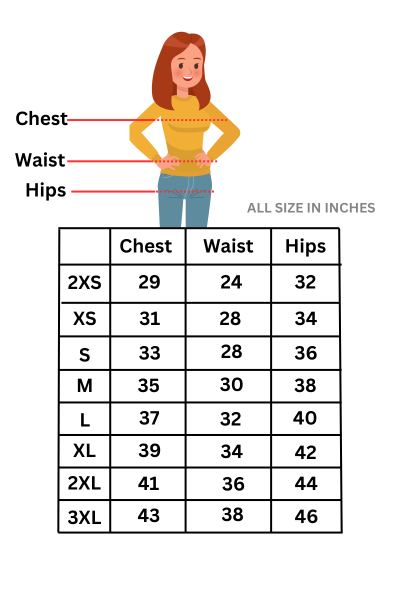 Chest
Waist
Hips
ALL SIZE IN INCHES
Chest Waist Hips
2XS 29 24 32
XS 31 28 34
S 33 28 36
M 35 30 38
L 37 32 40
XL 39 34 42
2XL 41 36 44
3XL 43 38 46